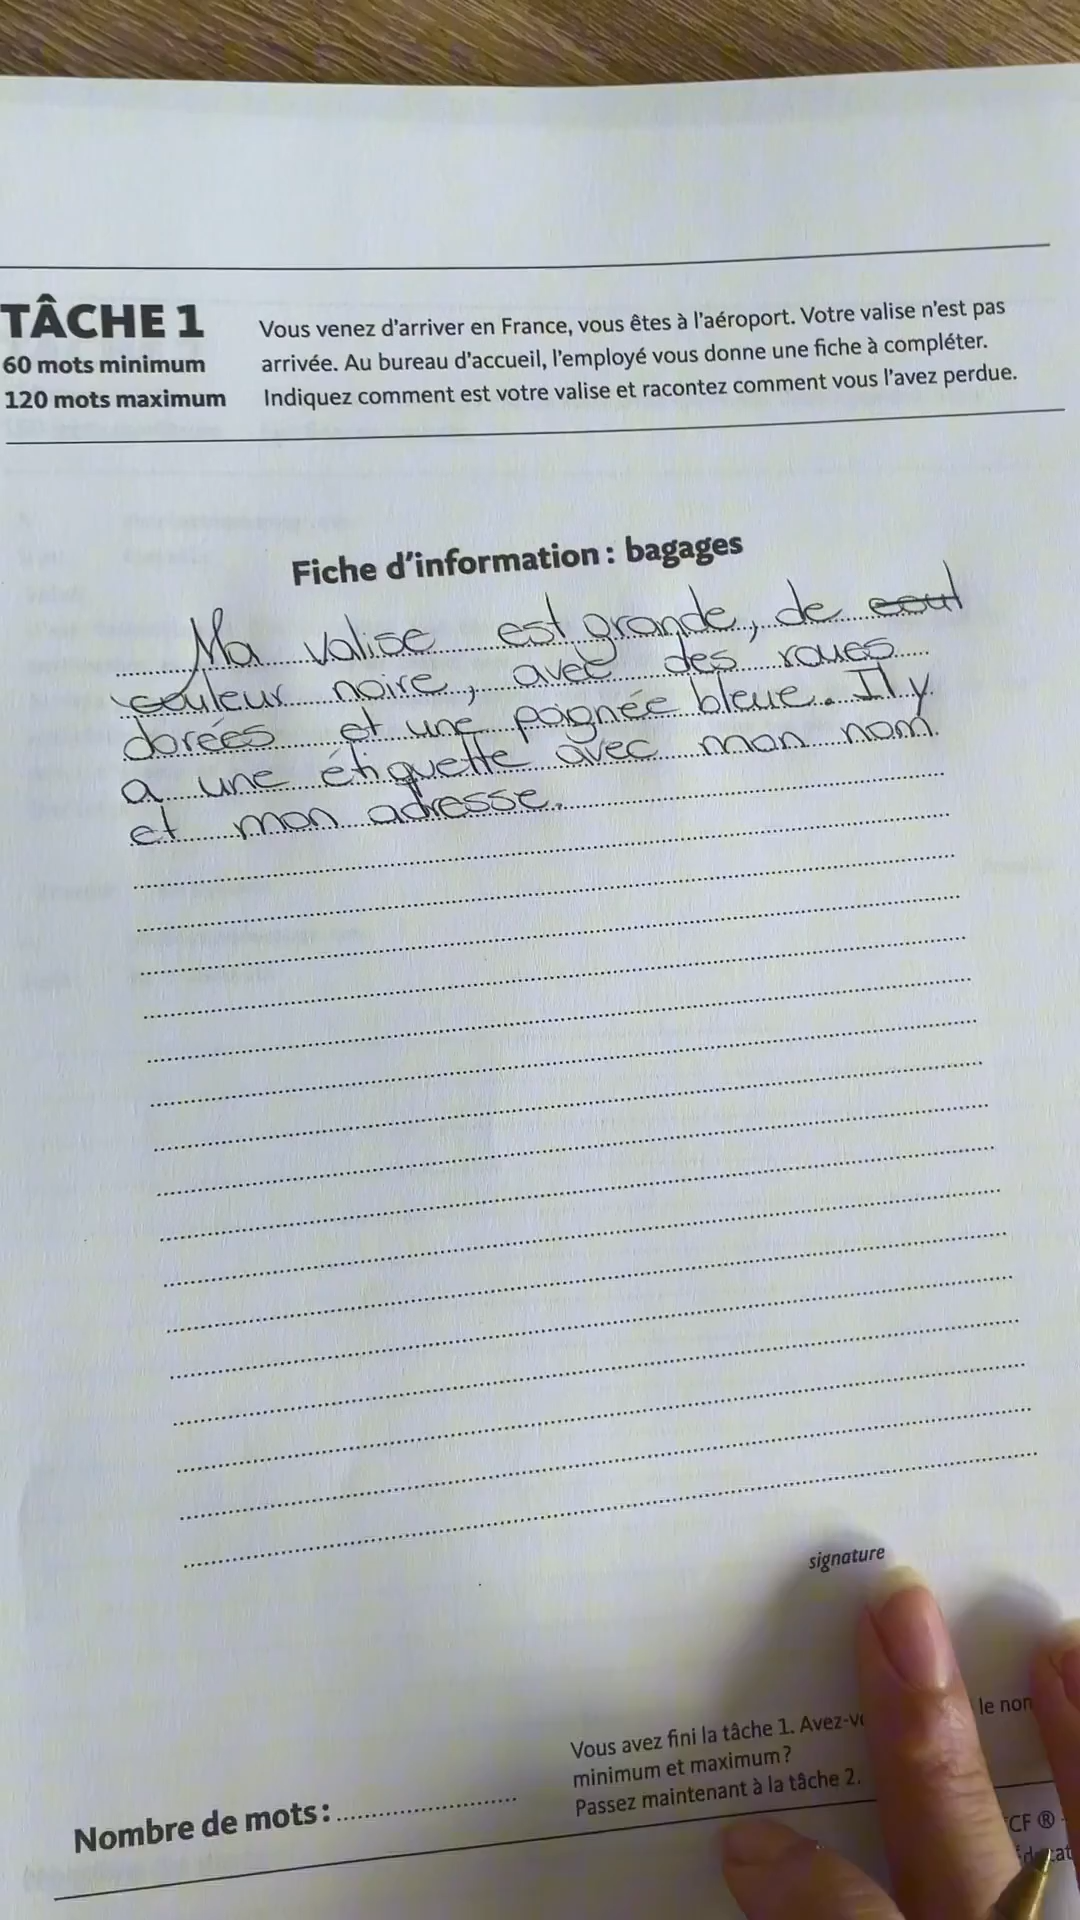 TÂCHE 1
60 mots minimum
120 mots maximum
Vous venez d'arriver en France, vous êtes à l'aéroport. Votre valise n'est pas
arrivée. Au bureau d'accueil, l'employé vous donne une fiche à compléter.
Indiquez comment est votre valise et racontez comment vous l'avez perdue.
Fiche d'information : bagages
Ma valise est grande, de
couleur noire, avec des roues
dorées et une poignée bleue. Il y
a une étiquette avec mon nom
et mon adresse.
signature
Nombre de mots :
Vous avez fini la tâche 1. le nom
minimum et maximum ?
Passez maintenant à la tâche 2.
TCF ®